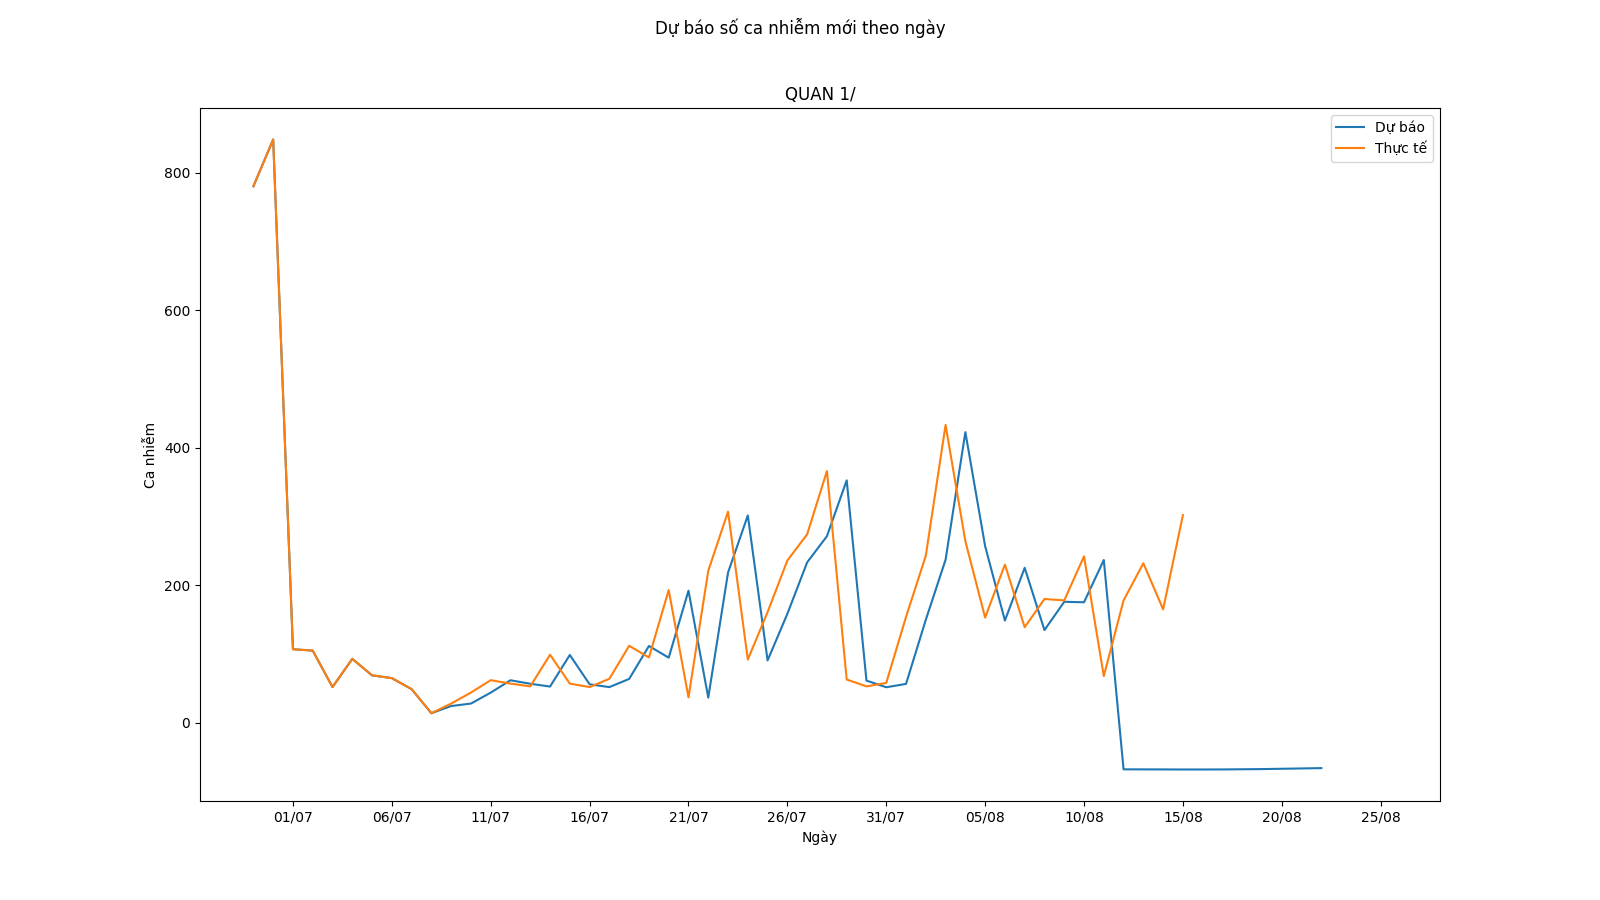 Dự báo số ca nhiễm mới theo ngày
QUAN 1/
Dự báo
Thực tế
800
600
400
200
0
Ca nhiễm
01/07 06/07 11/07 16/07 21/07 26/07 31/07 05/08 10/08 15/08 20/08 25/08
Ngày